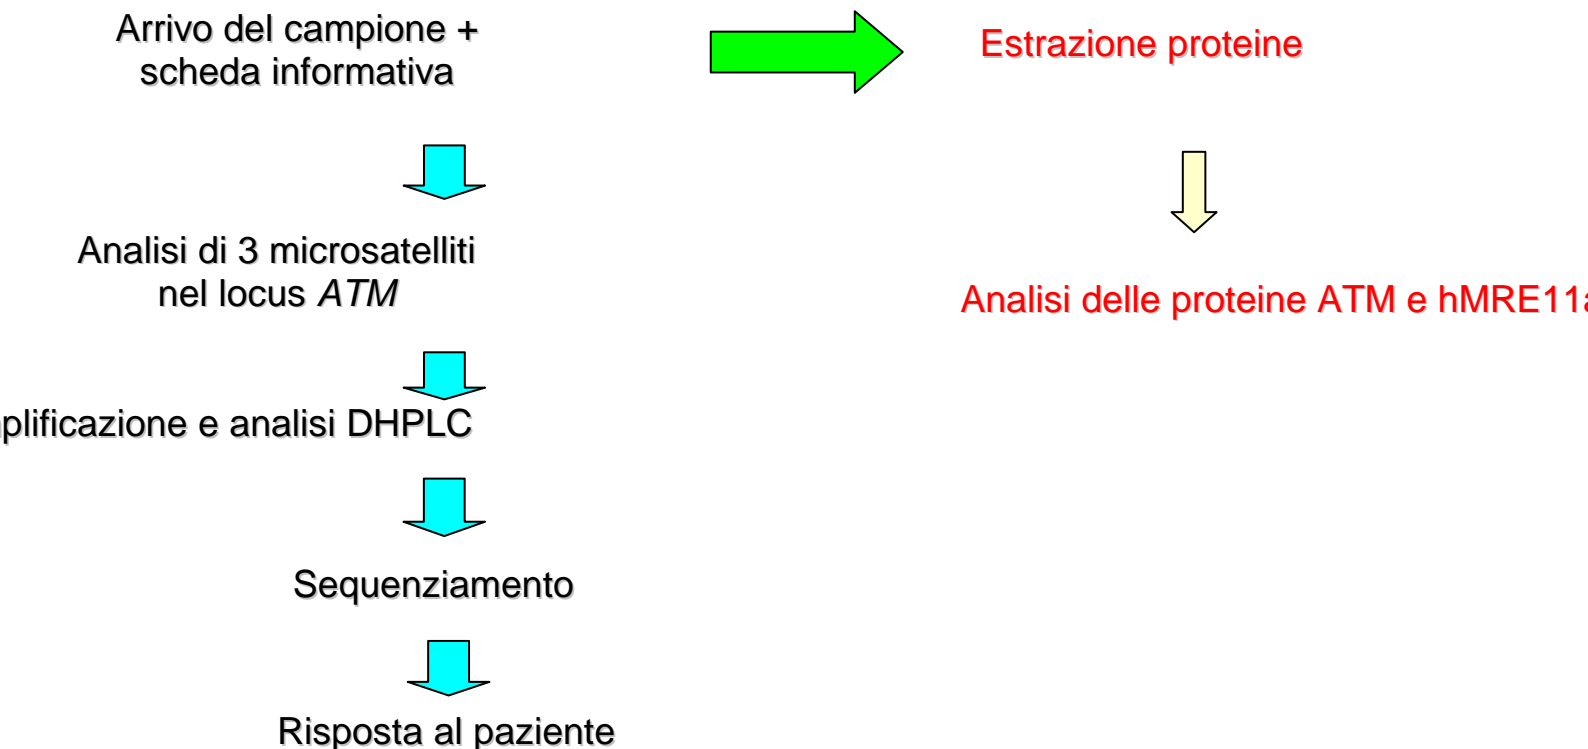 Arrivo del campione +
scheda informativa
Estrazione proteine
Analisi di 3 microsatelliti
nel locus ATM
Analisi delle proteine ATM e hMRE11a
plificazione e analisi DHPLC
Sequenziamento
Risposta al paziente